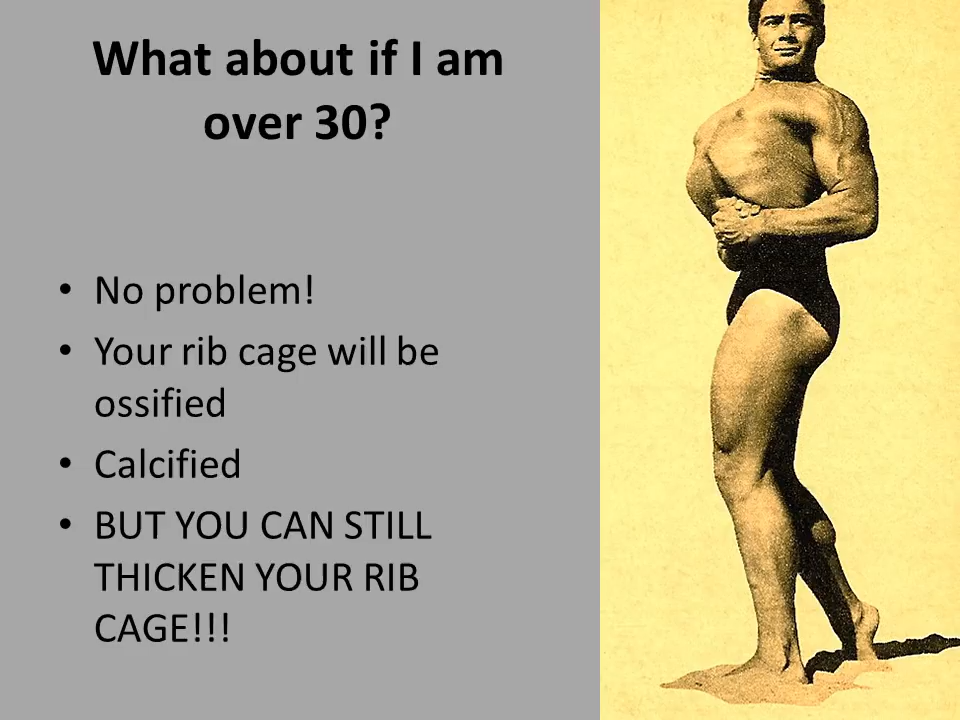 What about if I am
over 30?
• No problem!
• Your rib cage will be
ossified
• Calcified
• BUT YOU CAN STILL
THICKEN YOUR RIB
CAGE!!!